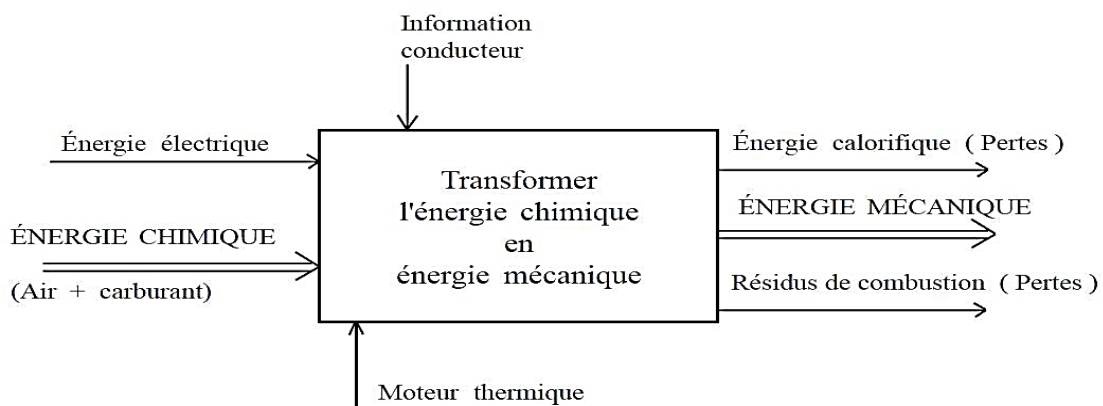 Information
conducteur
Énergie électrique
ÉNERGIE CHIMIQUE
(Air + carburant)
Transformer
l'énergie chimique
en
énergie mécanique
Énergie calorifique ( Pertes )
ÉNERGIE MÉCANIQUE
Résidus de combustion ( Pertes )
Moteur thermique